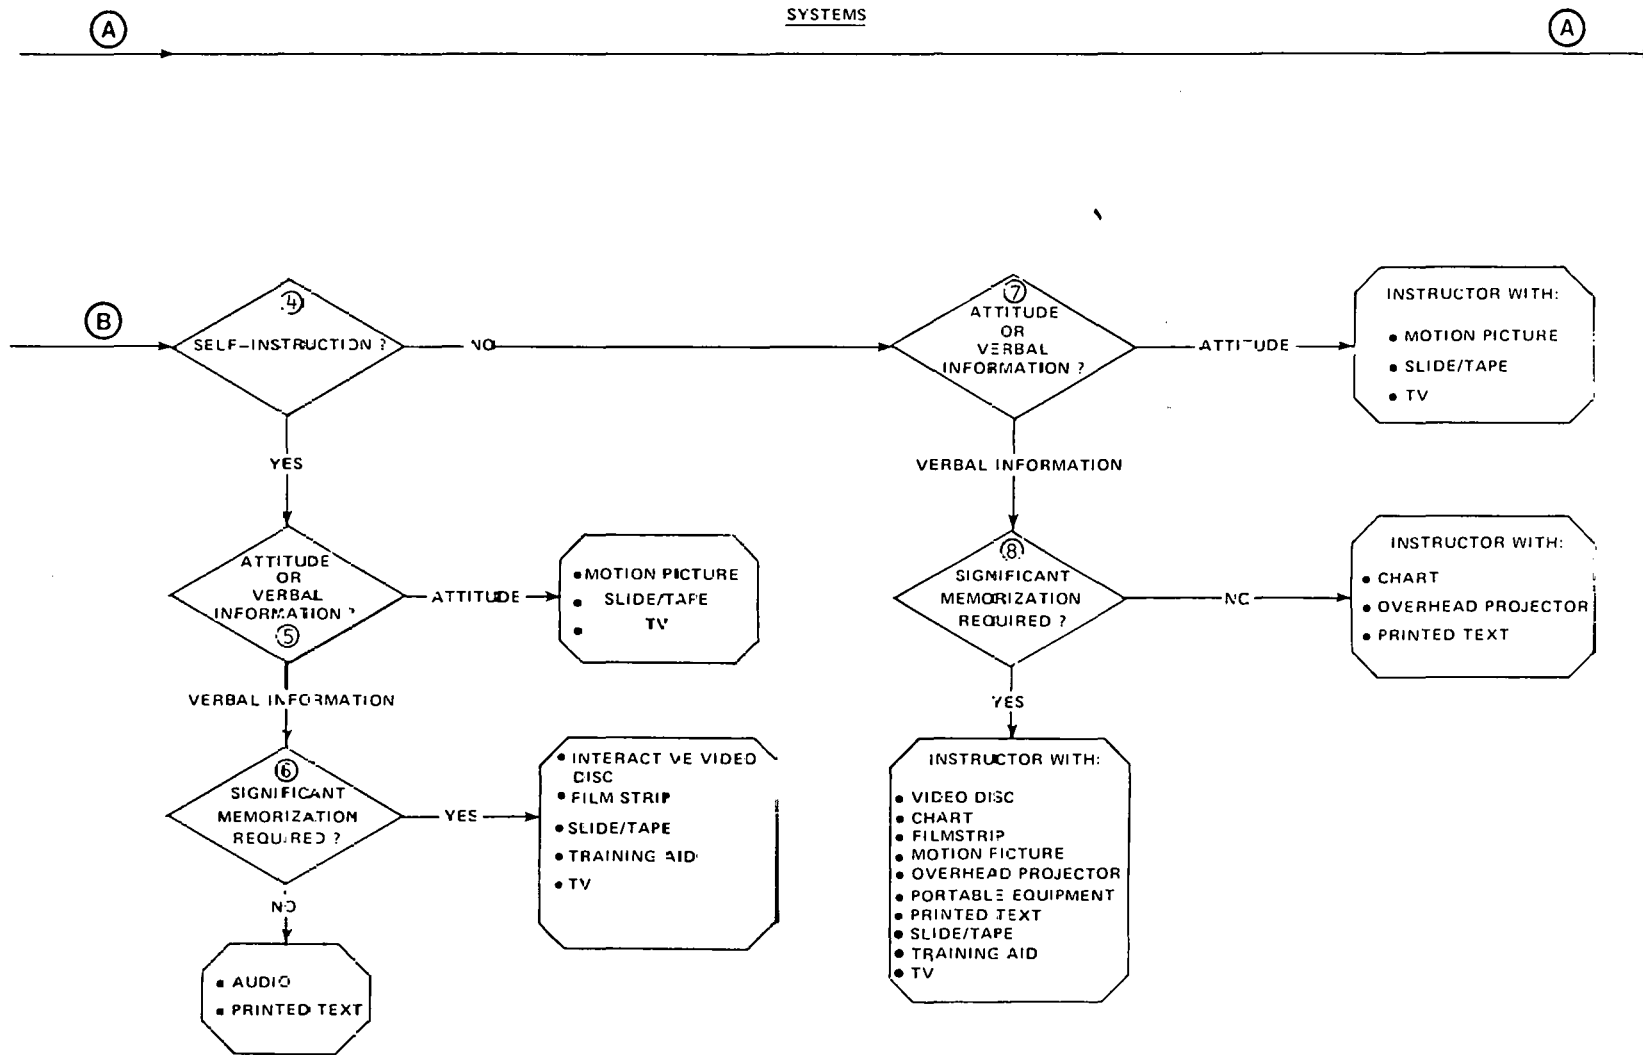 SYSTEMS
A
A
B
4
SELF-INSTRUCTION ?
NO
YES
ATTITUDE
OR
VERBAL
INFORMATION ?
5
ATTITUDE
MOTION PICTURE
SLIDE/TAPE
TV
VERBAL INFORMATION
6
SIGNIFICANT
MEMORIZATION
REQUIRED ?
YES
INTERACTIVE VIDEO
DISC
FILM STRIP
SLIDE/TAPE
TRAINING AID
TV
NO
AUDIO
PRINTED TEXT
7
ATTITUDE
OR
VERBAL
INFORMATION ?
ATTITUDE
INSTRUCTOR WITH:
MOTION PICTURE
SLIDE/TAPE
TV
VERBAL INFORMATION
8
SIGNIFICANT
MEMORIZATION
REQUIRED ?
NO
INSTRUCTOR WITH:
CHART
OVERHEAD PROJECTOR
PRINTED TEXT
YES
INSTRUCTOR WITH:
VIDEO DISC
CHART
FILMSTRIP
MOTION PICTURE
OVERHEAD PROJECTOR
PORTABLE EQUIPMENT
PRINTED TEXT
SLIDE/TAPE
TRAINING AID
TV